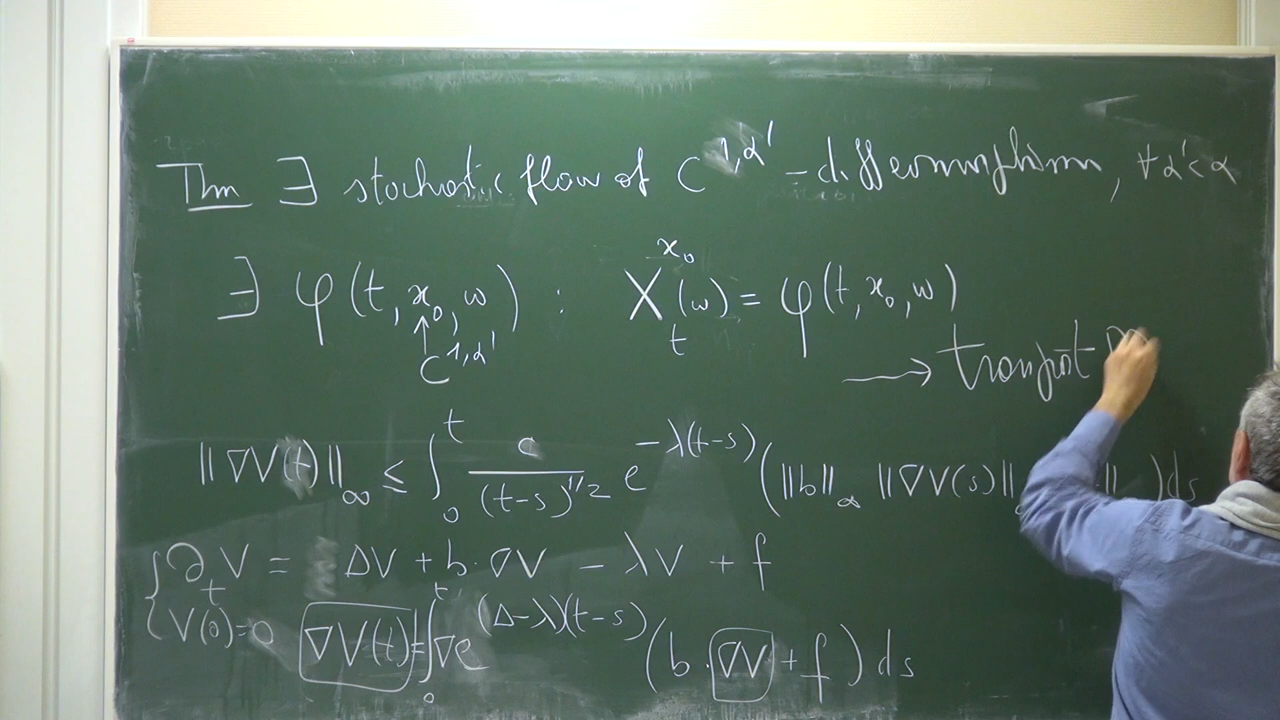 Thm ∃ stochastic flow of C^{1,α'} - diffeomorphism, ∀α'<α
∃ φ(t, x₀, ω) : X_t^{x₀}(ω) = φ(t, x₀, ω)
↑
C^{1,α'}
→ transport
‖∇V(t)‖_∞ ≤ ∫₀^t C/(t-s)^{1/2} e^{-λ(t-s)} (‖b‖_∞ ‖∇V(s)‖ ‖ )ds
{ ∂_t V = ΔV + b·∇V - λV + f
V(0)=0 ∇V(t) = ∫₀^t ∇e^{(Δ-λ)(t-s)} (b·∇V + f) ds